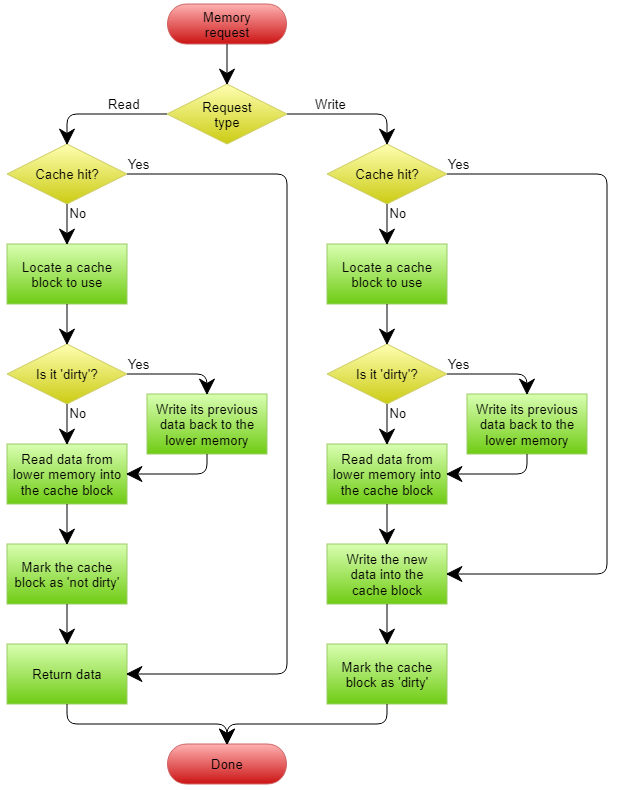 Memory
request
Request
type
Read
Write
Cache hit?
Yes
No
Locate a cache
block to use
Is it 'dirty'?
Yes
No
Write its previous
data back to the
lower memory
Read data from
lower memory into
the cache block
Mark the cache
block as 'not dirty'
Return data
Cache hit?
Yes
No
Locate a cache
block to use
Is it 'dirty'?
Yes
No
Write its previous
data back to the
lower memory
Read data from
lower memory into
the cache block
Write the new
data into the
cache block
Mark the cache
block as 'dirty'
Done